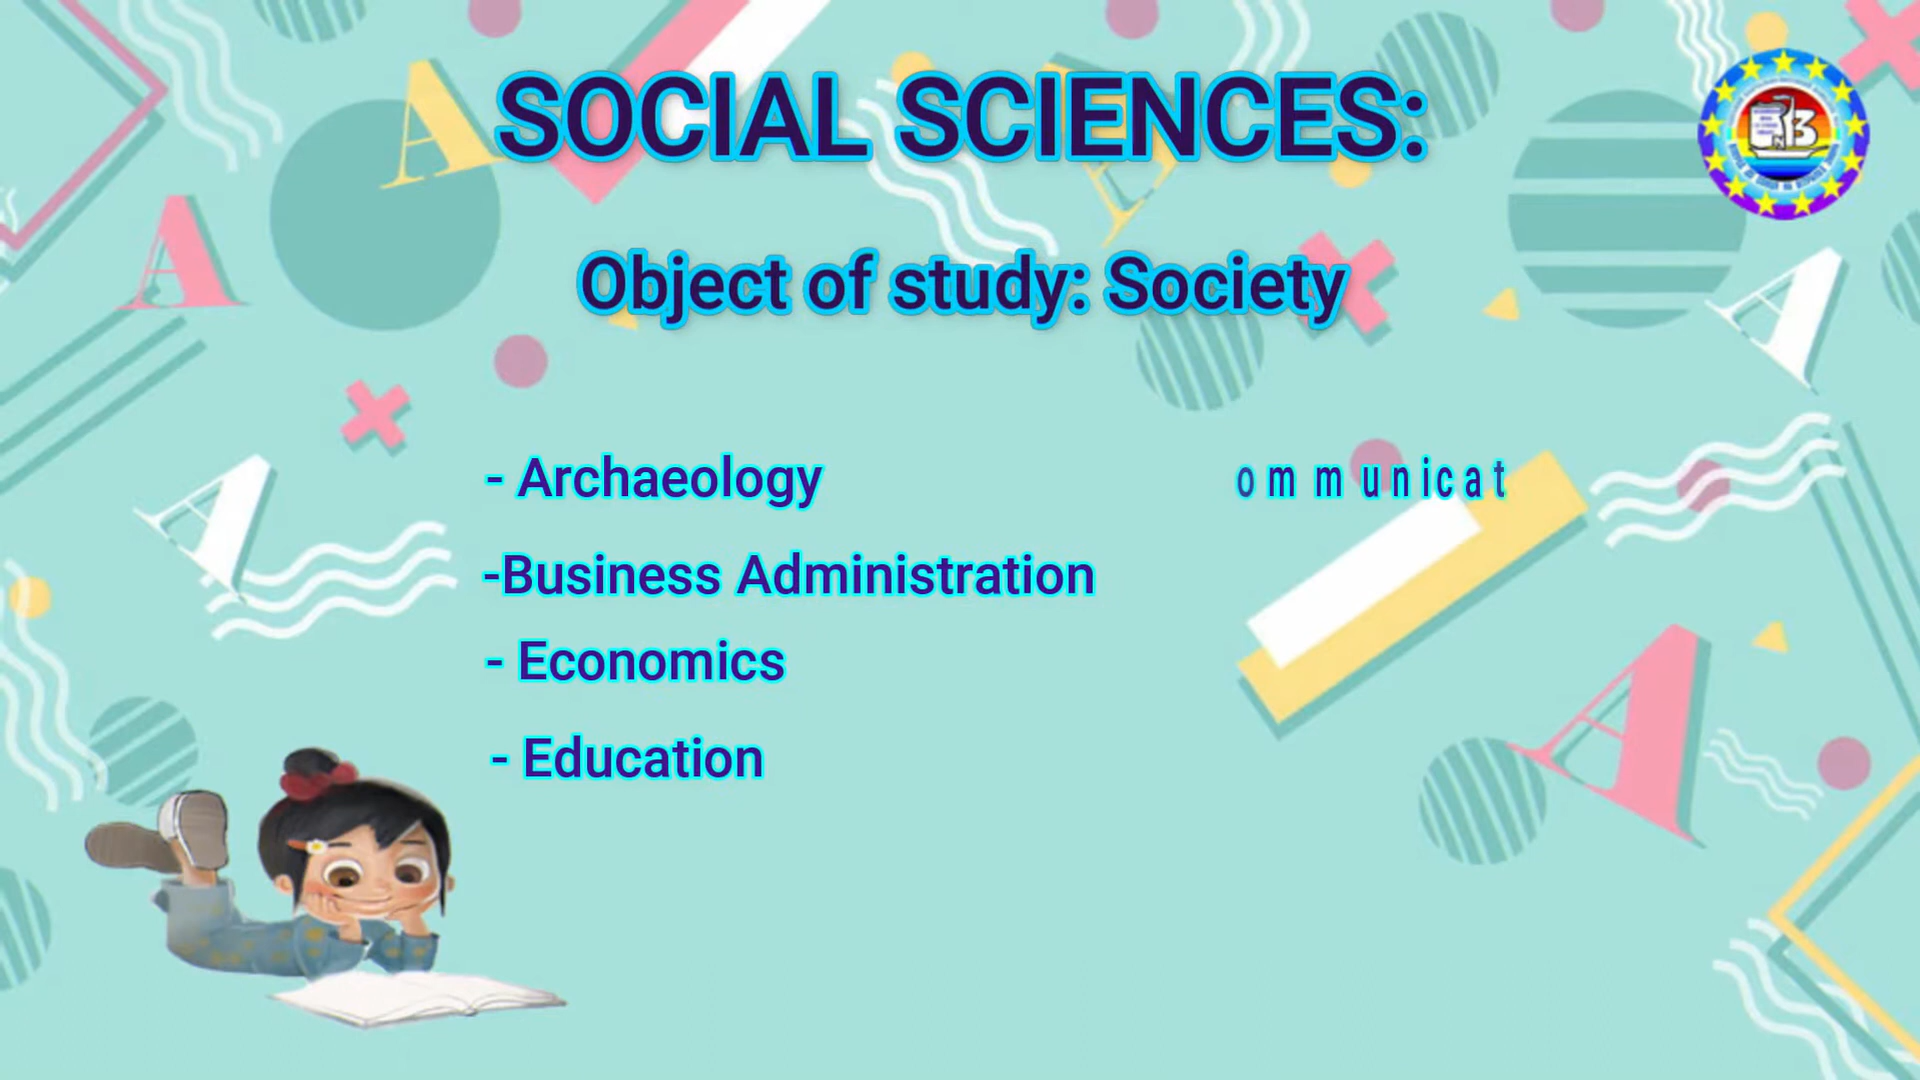 SOCIAL SCIENCES:
Object of study: Society
- Archaeology
ommunicat
-Business Administration
- Economics
- Education